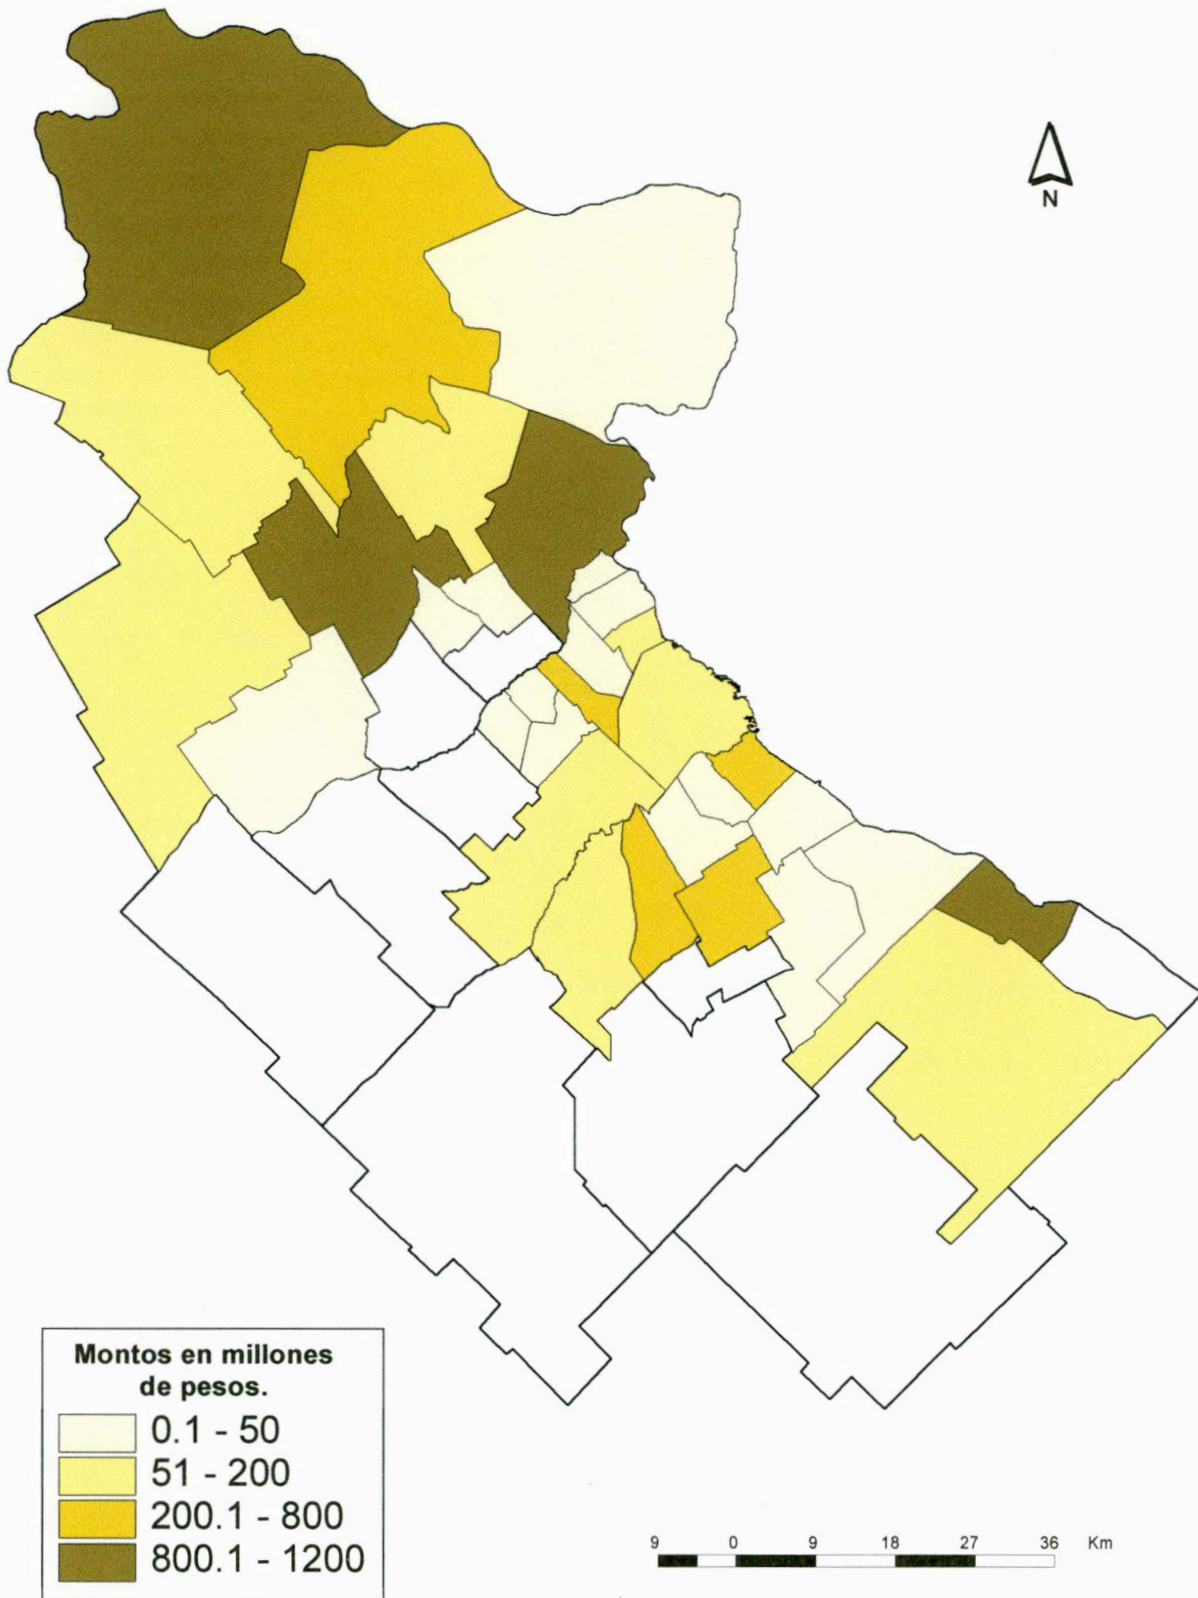 N
Montos en millones
de pesos.
0.1 - 50
51 - 200
200.1 - 800
800.1 - 1200
9 0 9 18 27 36 Km